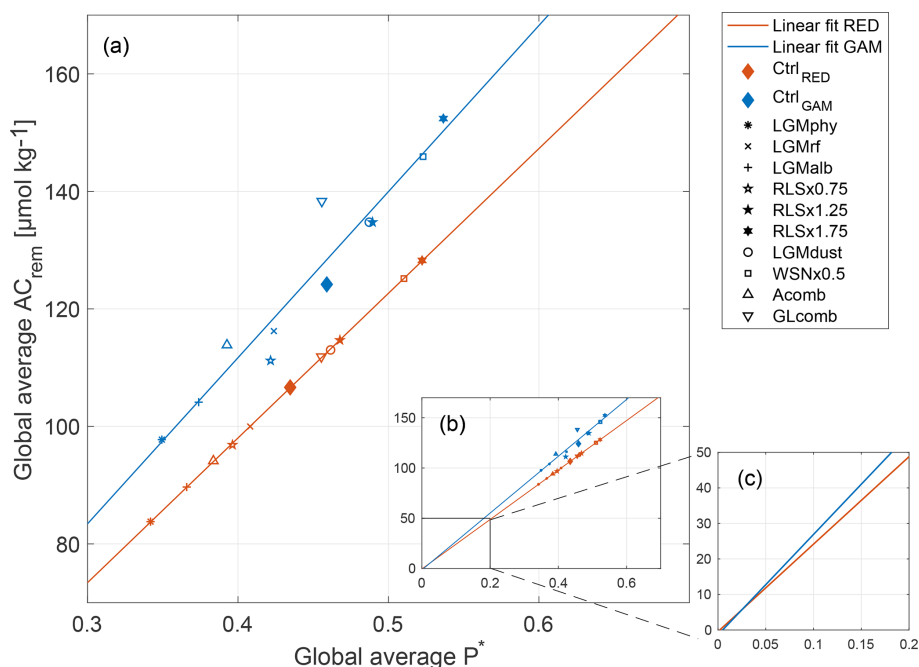 (a)
160
140
120
100
80
0.3 0.4 0.5 0.6
Global average AC_rem [µmol kg-1]
Global average P*
Linear fit RED
Linear fit GAM
Ctrl_RED
Ctrl_GAM
LGMphy
LGMrf
LGMalb
RLSx0.75
RLSx1.25
RLSx1.75
LGMdust
WSNx0.5
Acomb
GLcomb
(b)
150
100
50
0
0 0.2 0.4 0.6
(c)
50
40
30
20
10
0
0 0.05 0.1 0.15 0.2